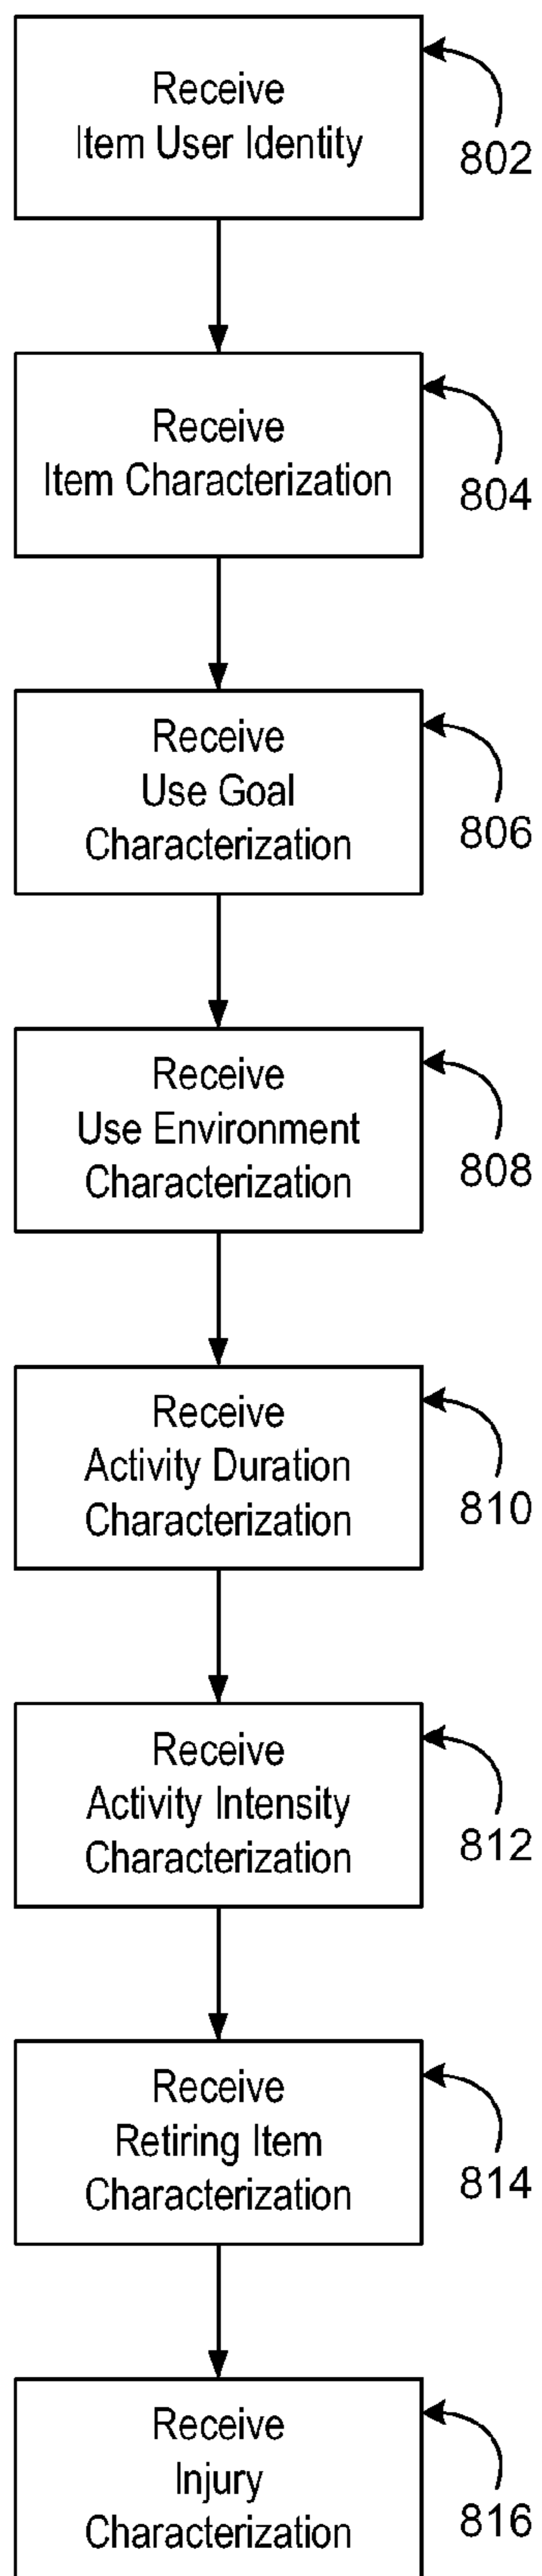 Receive
Item User Identity
802
Receive
Item Characterization
804
Receive
Use Goal
Characterization
806
Receive
Use Environment
Characterization
808
Receive
Activity Duration
Characterization
810
Receive
Activity Intensity
Characterization
812
Receive
Retiring Item
Characterization
814
Receive
Injury
Characterization
816